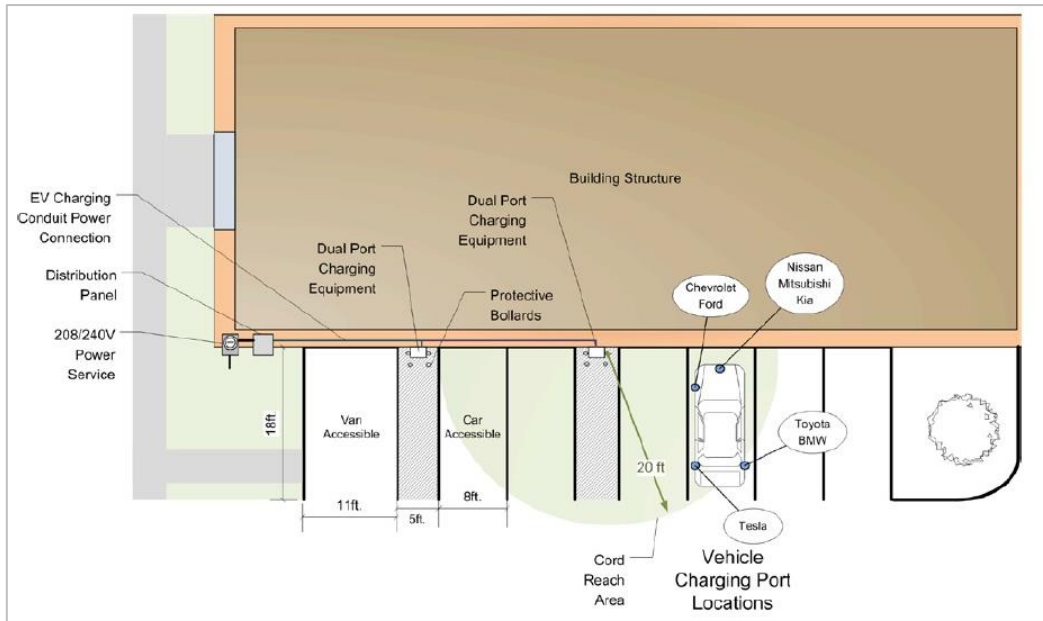 Building Structure
EV Charging
Conduit Power
Connection
Dual Port
Charging
Equipment
Dual Port
Charging
Equipment
Nissan
Mitsubishi
Kia
Chevrolet
Ford
Distribution
Panel
Protective
Bollards
208/240V
Power
Service
18ft.
Van
Accessible
Car
Accessible
Toyota
BMW
20 ft
11ft.
5ft.
8ft.
Tesla
Cord
Reach
Area
Vehicle
Charging Port
Locations